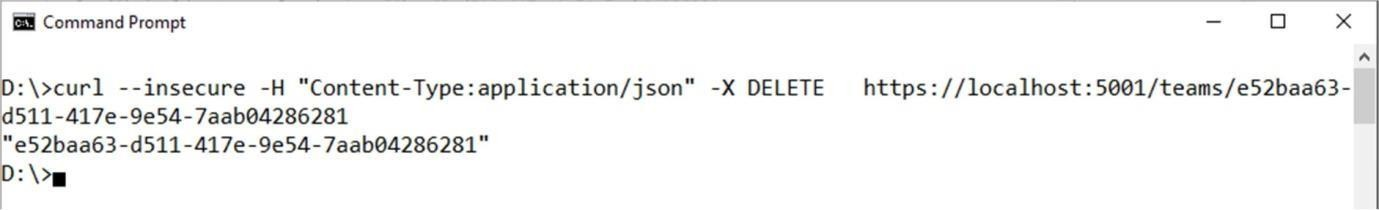 Command Prompt
D:\>curl --insecure -H "Content-Type:application/json" -X DELETE   https://localhost:5001/teams/e52baa63-
d511-417e-9e54-7aab04286281
"e52baa63-d511-417e-9e54-7aab04286281"
D:\>